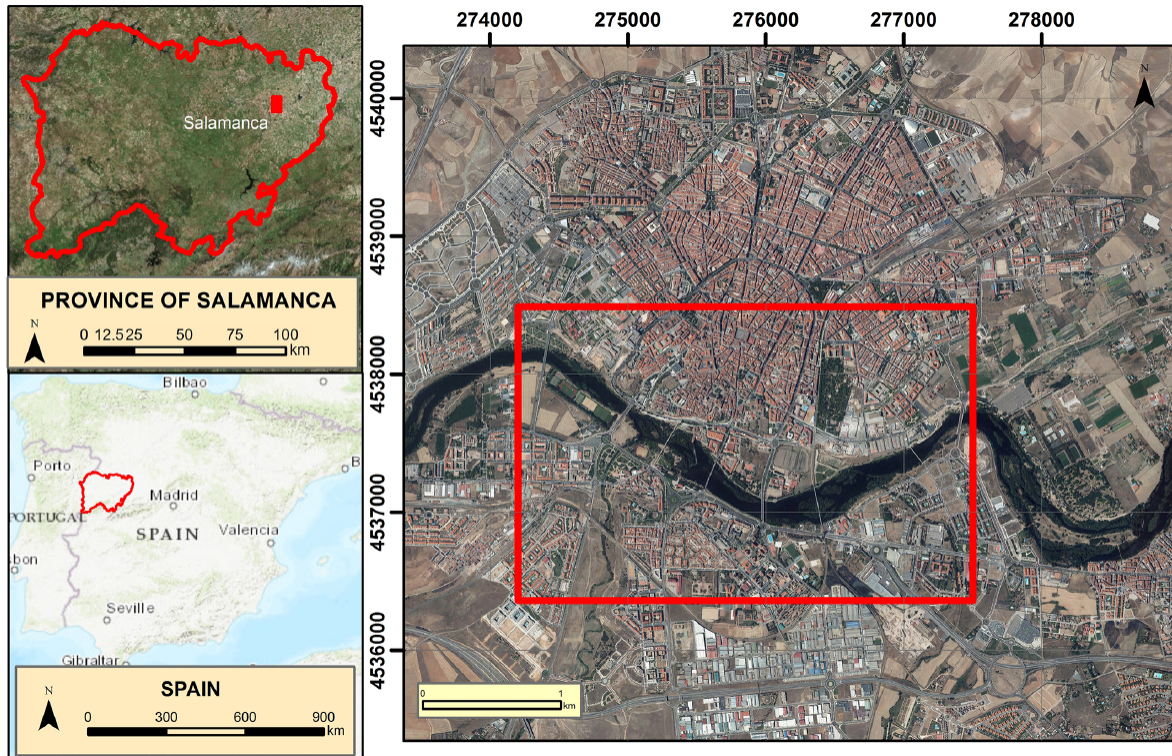 Salamanca
N
PROVINCE OF SALAMANCA
0 12.5 25 50 75 100
km
Bilbao
Porto
Madrid
PORTUGAL
SPAIN
Valencia
B
bon
Seville
Gibraltar
N
SPAIN
0 300 600 900
km
274000 275000 276000 277000 278000
4540000
4539000
4538000
4537000
4536000
N
0 1
km